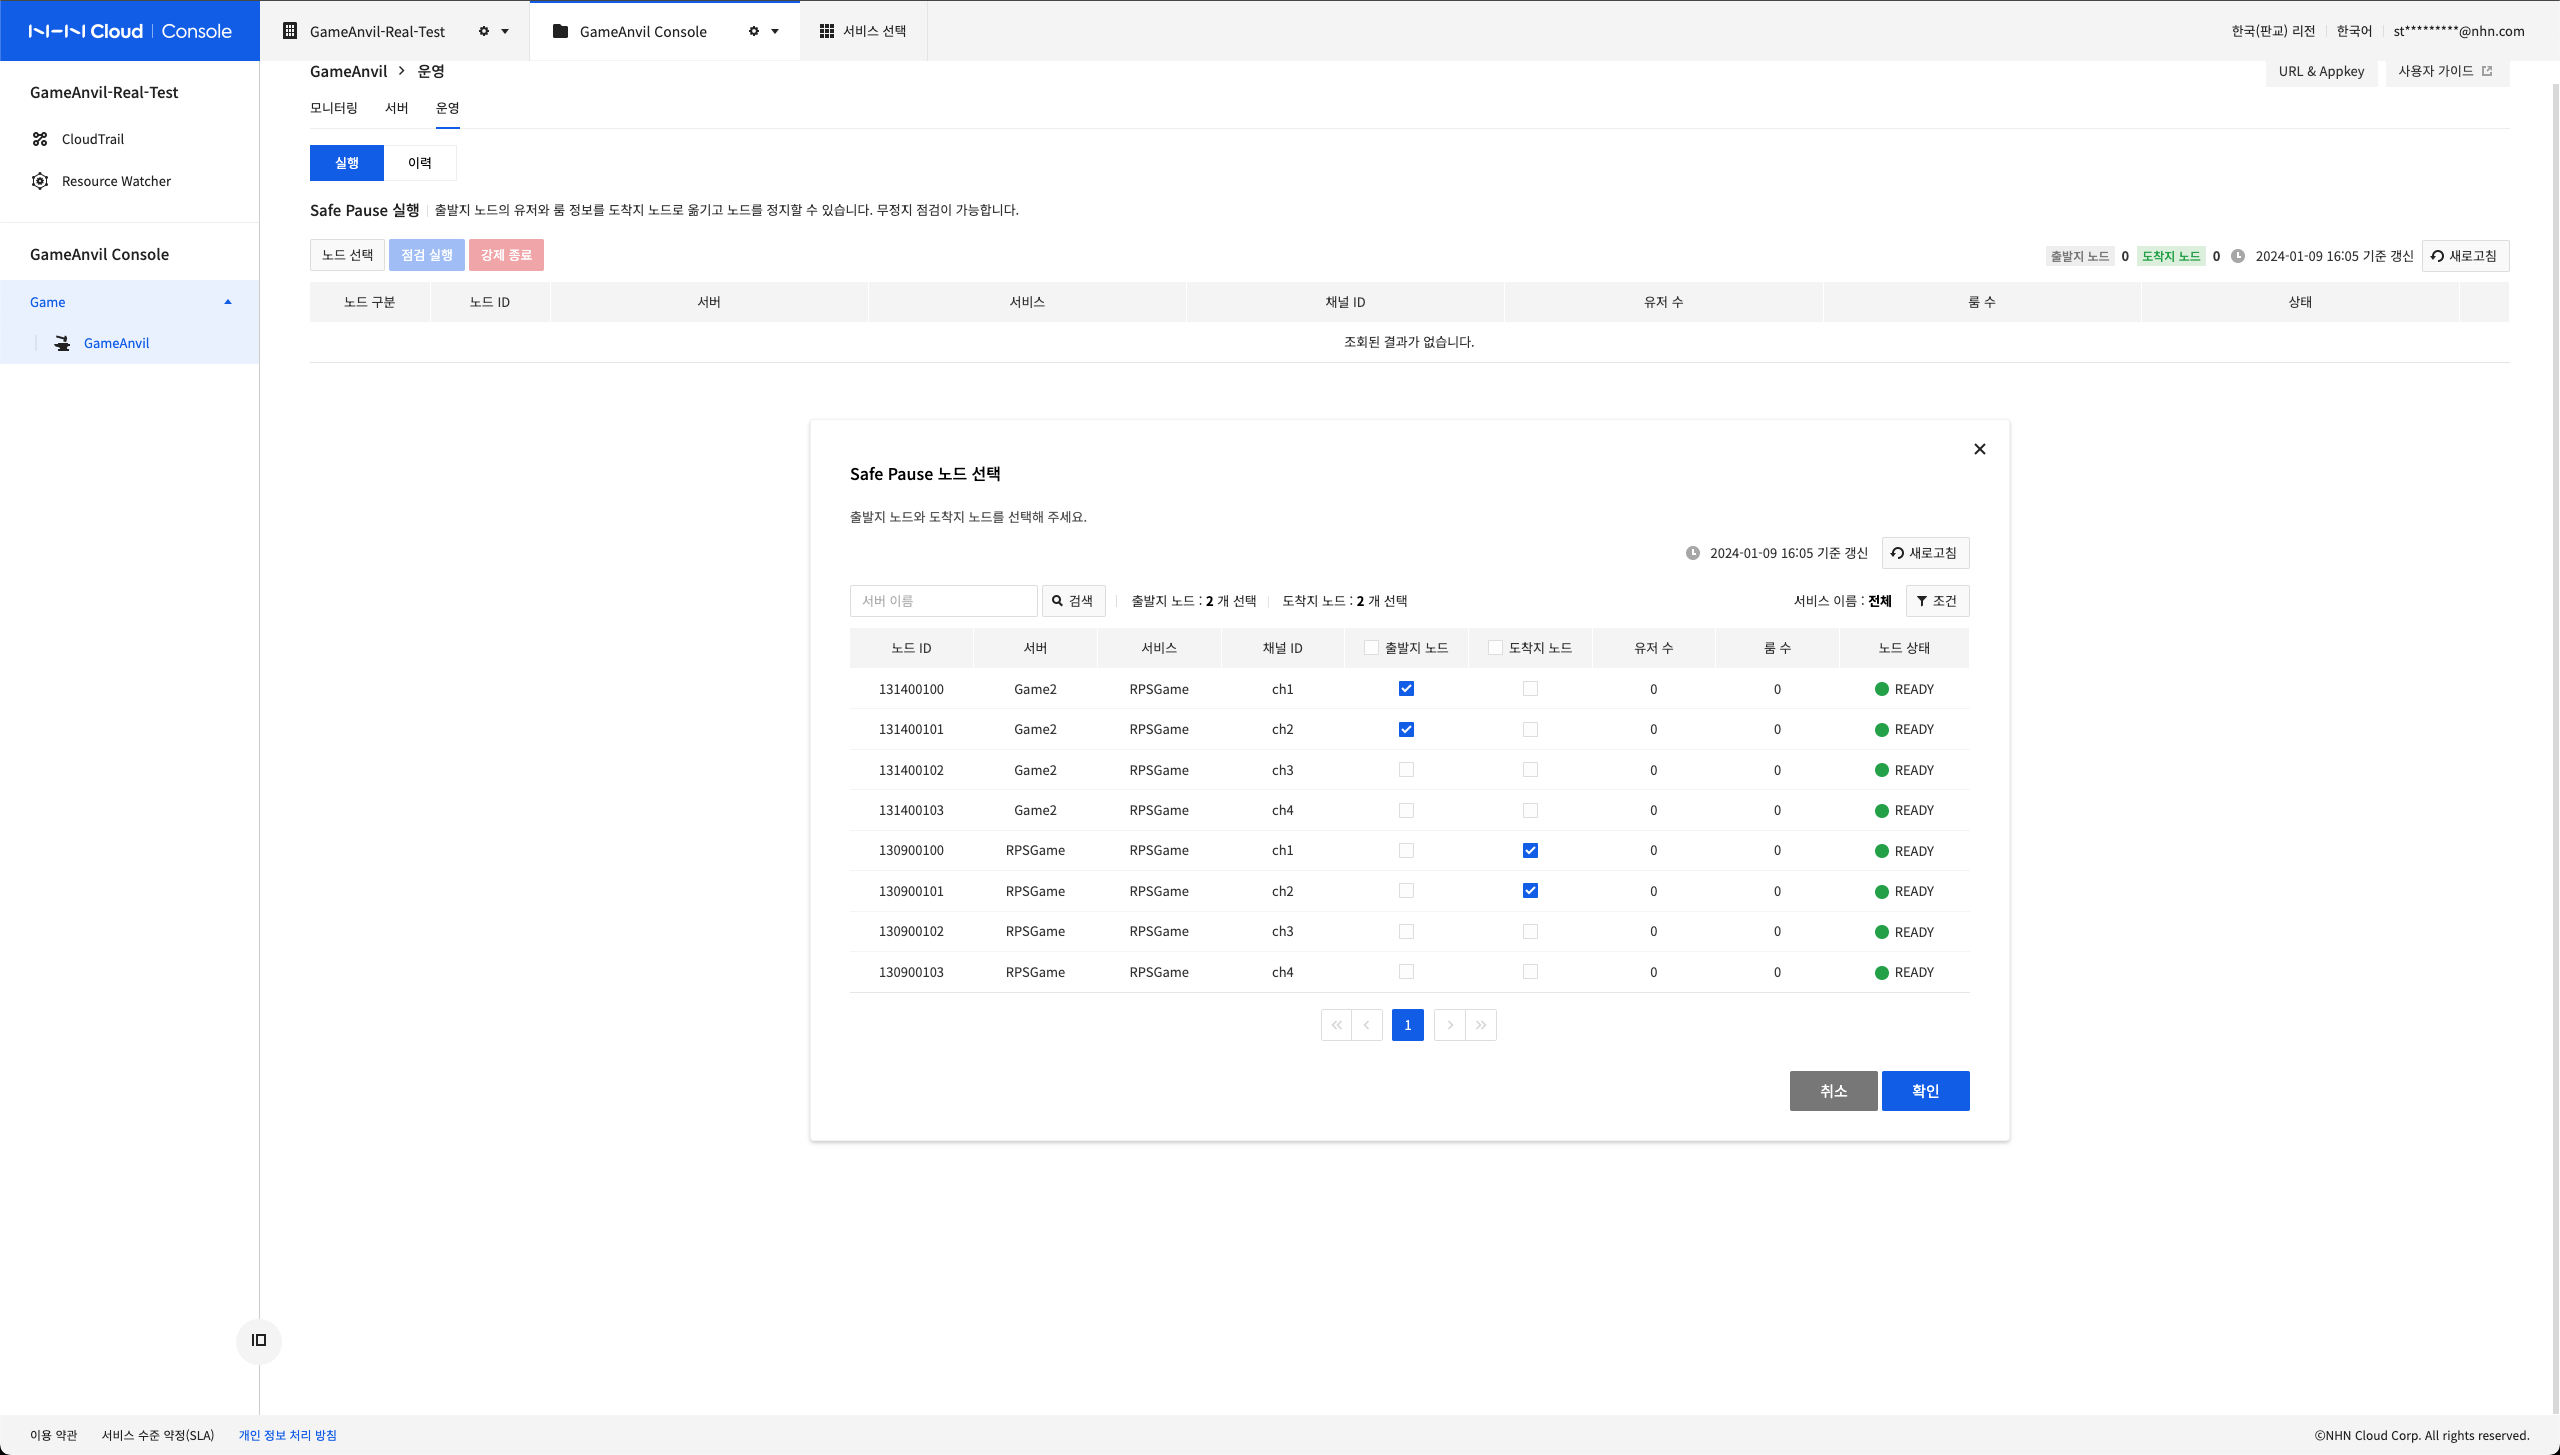 NHN Cloud | Console
GameAnvil-Real-Test
GameAnvil Console
서비스 선택
한국(판교) 리전
한국어
st*********@nhn.com
GameAnvil-Real-Test
CloudTrail
Resource Watcher
GameAnvil Console
Game
GameAnvil
GameAnvil > 운영
URL & Appkey
사용자 가이드
모니터링 서버 운영
실행 이력
Safe Pause 실행 출발지 노드의 유저와 룸 정보를 도착지 노드로 옮기고 노드를 정지할 수 있습니다. 무정지 점검이 가능합니다.
노드 선택 점검 실행 강제 종료 출발지 노드 0 도착지 노드 0 2024-01-09 16:05 기준 갱신 새로고침
노드 구분 노드 ID 서버 서비스 채널 ID 유저 수 룸 수 상태
조회된 결과가 없습니다.
Safe Pause 노드 선택
출발지 노드와 도착지 노드를 선택해 주세요.
2024-01-09 16:05 기준 갱신 새로고침
서버 이름 검색 출발지 노드 : 2 개 선택 도착지 노드 : 2 개 선택 서비스 이름 : 전체 조건
노드 ID 서버 서비스 채널 ID 출발지 노드 도착지 노드 유저 수 룸 수 노드 상태
131400100 Game2 RPSGame ch1 0 0 READY
131400101 Game2 RPSGame ch2 0 0 READY
131400102 Game2 RPSGame ch3 0 0 READY
131400103 Game2 RPSGame ch4 0 0 READY
130900100 RPSGame RPSGame ch1 0 0 READY
130900101 RPSGame RPSGame ch2 0 0 READY
130900102 RPSGame RPSGame ch3 0 0 READY
130900103 RPSGame RPSGame ch4 0 0 READY
1
취소 확인
이용 약관 서비스 수준 약정(SLA) 개인 정보 처리 방침
©NHN Cloud Corp. All rights reserved.